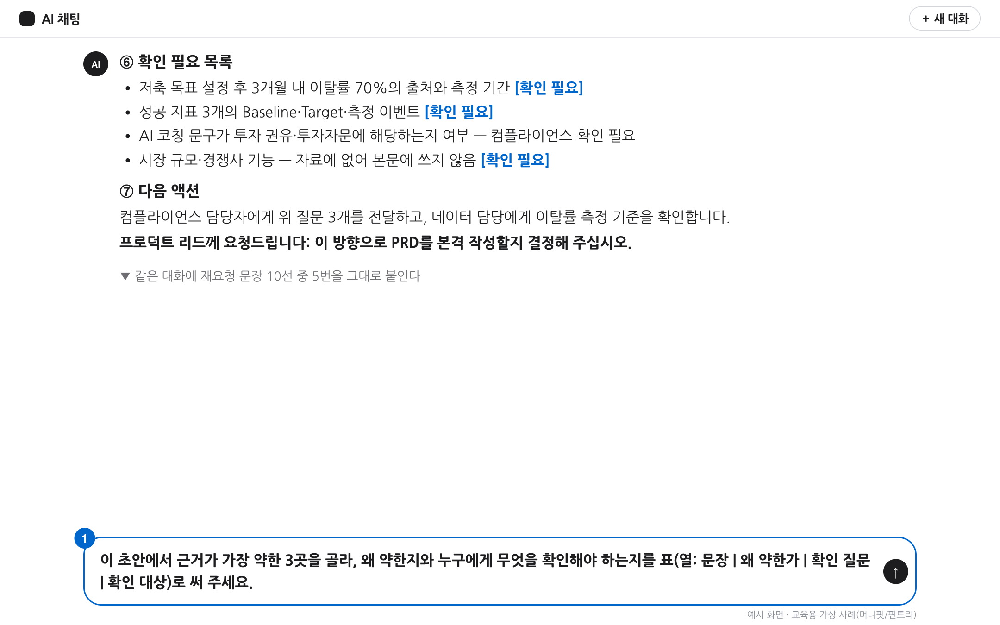 AI 채팅
+ 새 대화
AI
⑥ 확인 필요 목록
• 저축 목표 설정 후 3개월 내 이탈률 70%의 출처와 측정 기간 [확인 필요]
• 성공 지표 3개의 Baseline·Target·측정 이벤트 [확인 필요]
• AI 코칭 문구가 투자 권유·투자자문에 해당하는지 여부 — 컴플라이언스 확인 필요
• 시장 규모·경쟁사 기능 — 자료에 없어 본문에 쓰지 않음 [확인 필요]
⑦ 다음 액션
컴플라이언스 담당자에게 위 질문 3개를 전달하고, 데이터 담당에게 이탈률 측정 기준을 확인합니다.
프로덕트 리드께 요청드립니다: 이 방향으로 PRD를 본격 작성할지 결정해 주십시오.
▼ 같은 대화에 재요청 문장 10선 중 5번을 그대로 붙인다
1
이 초안에서 근거가 가장 약한 3곳을 골라, 왜 약한지와 누구에게 무엇을 확인해야 하는지를 표(열: 문장 | 왜 약한가 | 확인 질문
| 확인 대상)로 써 주세요.
↑
예시 화면 · 교육용 가상 사례(머니핏/핀트리)